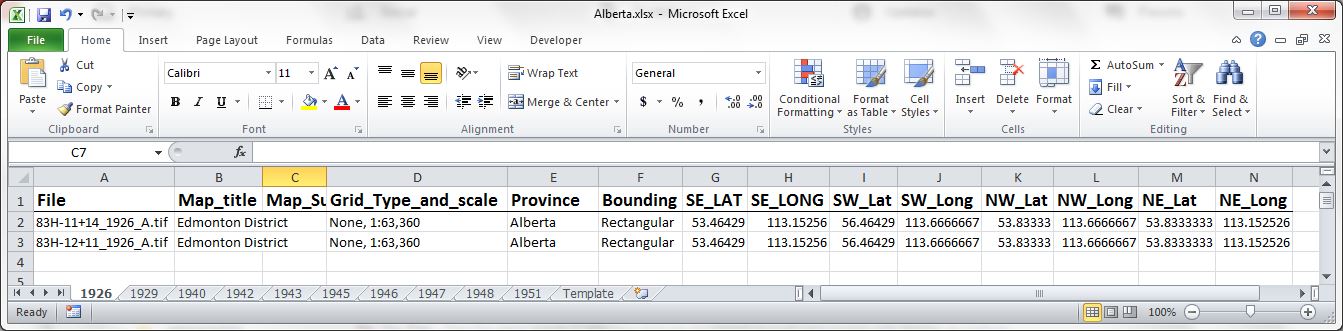 Alberta.xlsx - Microsoft Excel
File Home Insert Page Layout Formulas Data Review View Developer
Cut
Copy
Format Painter
Paste
Clipboard
Calibri 11 A A
B I U A
Font
Wrap Text
Merge & Center
Alignment
General
$ % , .00 .0 .00
Number
Conditional Formatting
Format as Table
Cell Styles
Styles
Insert Delete Format
Cells
Σ AutoSum
Fill
Clear
Sort & Filter
Find & Select
Editing
C7 fx
A B C D E F G H I J K L M N
1 File Map_title Map_Su Grid_Type_and_scale Province Bounding SE_LAT SE_LONG SW_Lat SW_Long NW_Lat NW_Long NE_Lat NE_Long
2 83H-11+14_1926_A.tif Edmonton District None, 1:63,360 Alberta Rectangular 53.46429 113.15256 56.46429 113.6666667 53.83333 113.6666667 53.8333333 113.152526
3 83H-12+11_1926_A.tif Edmonton District None, 1:63,360 Alberta Rectangular 53.46429 113.15256 56.46429 113.6666667 53.83333 113.6666667 53.8333333 113.152526
4
5
1926 1929 1940 1942 1943 1945 1946 1947 1948 1951 Template
Ready 100%